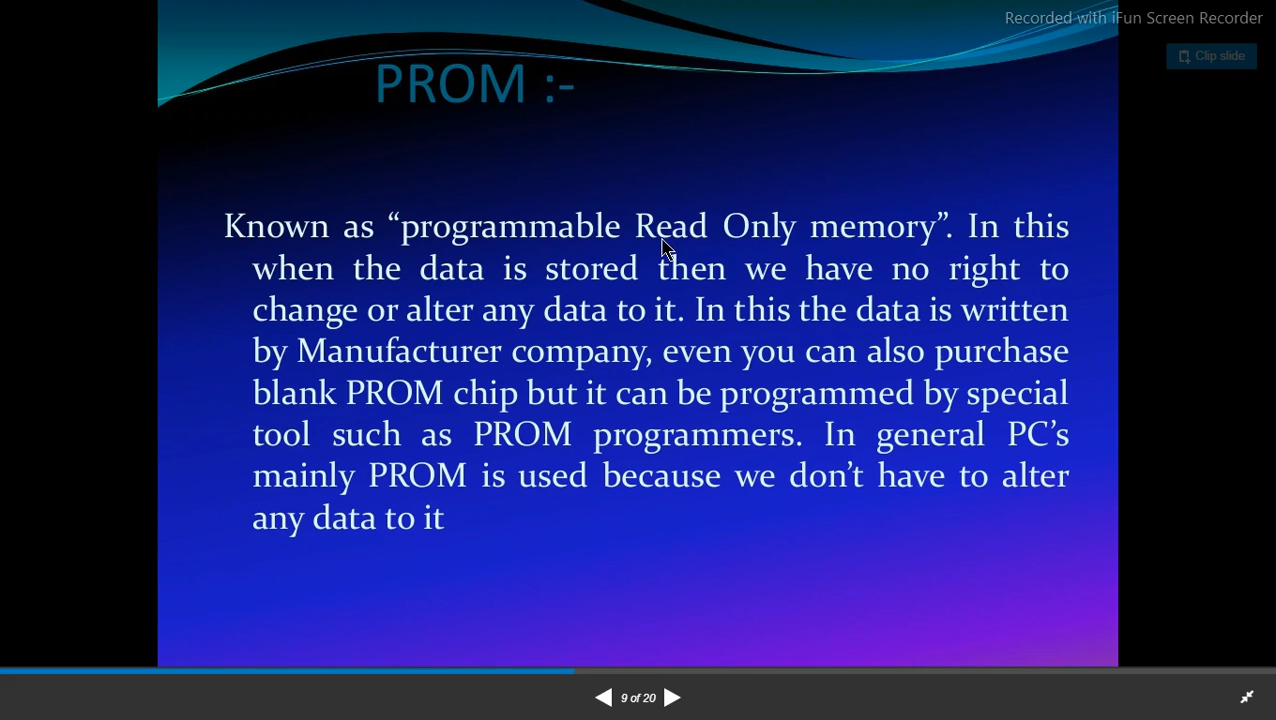 Recorded with iFun Screen Recorder
Clip slide
PROM :-
Known as “programmable Read Only memory”. In this
when the data is stored then we have no right to
change or alter any data to it. In this the data is written
by Manufacturer company, even you can also purchase
blank PROM chip but it can be programmed by special
tool such as PROM programmers. In general PC’s
mainly PROM is used because we don’t have to alter
any data to it
9 of 20